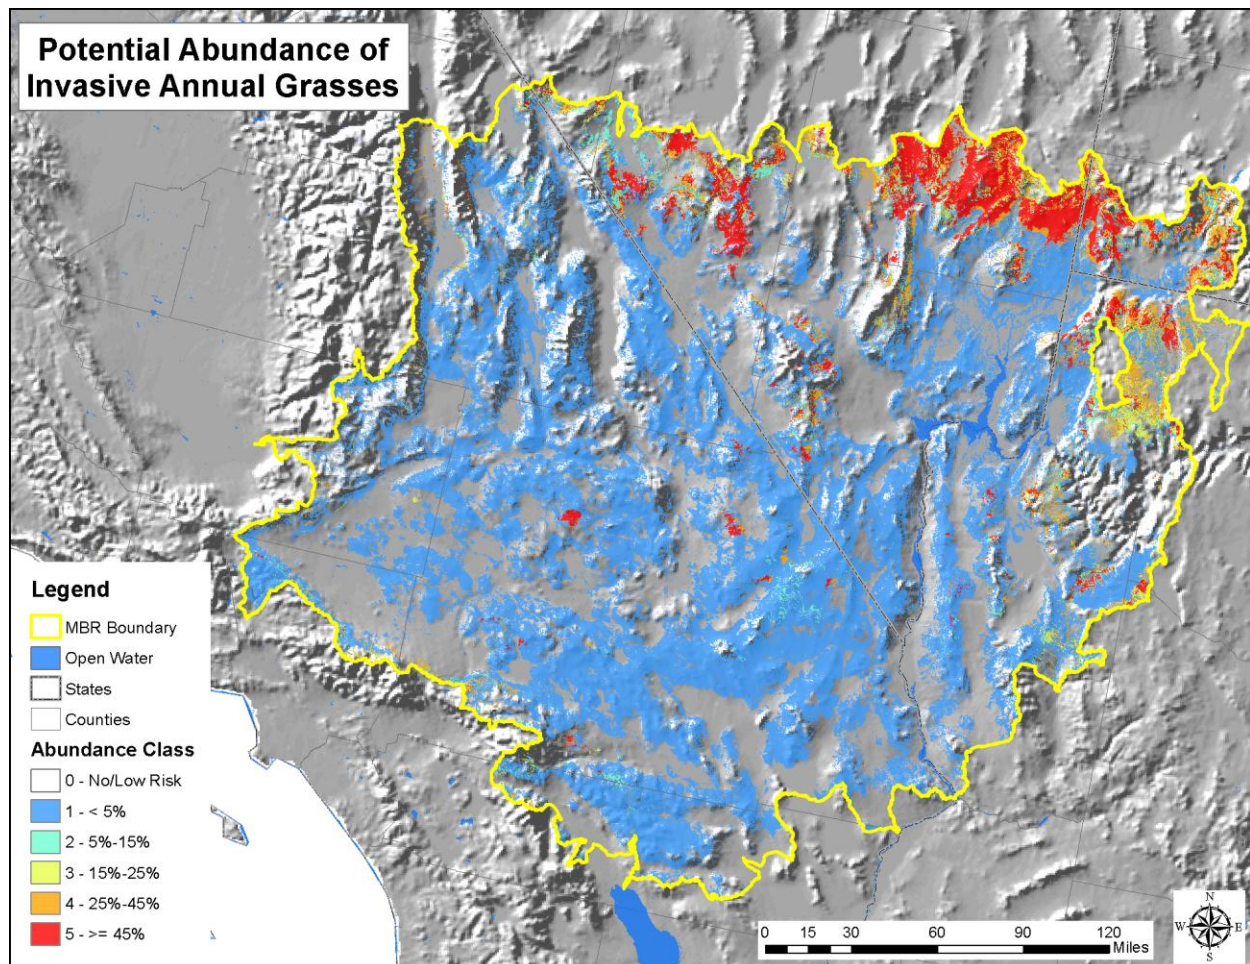 Potential Abundance of
Invasive Annual Grasses
Legend
MBR Boundary
Open Water
States
Counties
Abundance Class
0 - No/Low Risk
1 - < 5%
2 - 5%-15%
3 - 15%-25%
4 - 25%-45%
5 - >= 45%
0 15 30 60 90 120
Miles
N
W E
S